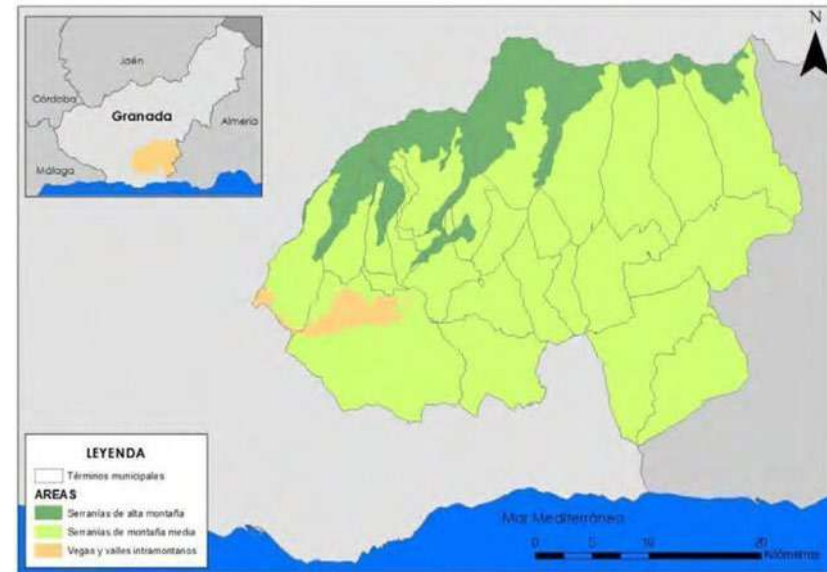 Jaén
Córdoba
Granada
Almería
Málaga
N
LEYENDA
Términos municipales
AREAS
Serranías de alta montaña
Serranías de montaña media
Vegas y valles intramontanos
Mar Mediterráneo
0 5 10 20
Kilómetros